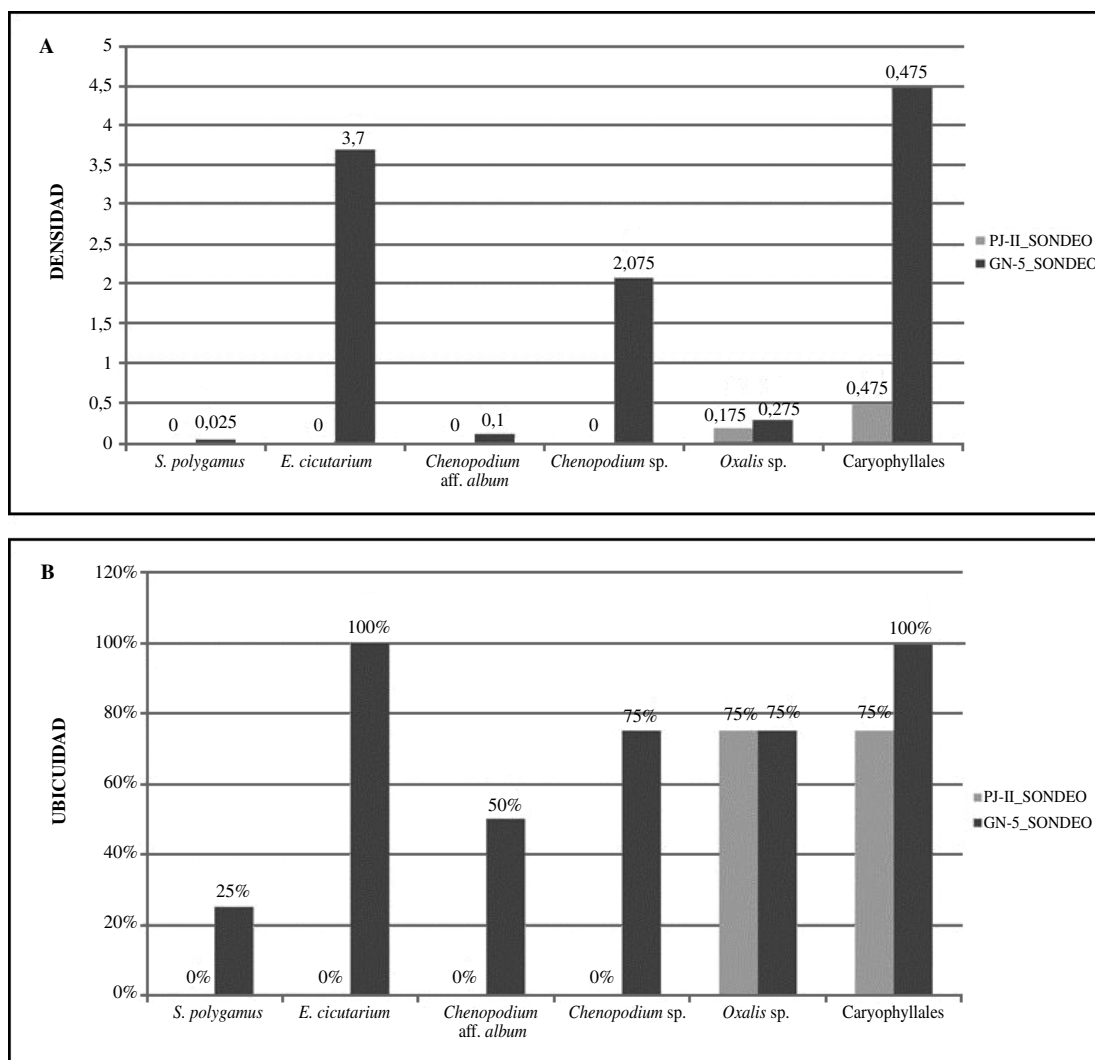 A
DENSIDAD
5
4,5
4
3,5
3
2,5
2
1,5
1
0,5
0
0
0,025
0
3,7
0
0,1
0
2,075
0,175
0,275
0,475
0,475
S. polygamus
E. cicutarium
Chenopodium
aff. album
Chenopodium sp.
Oxalis sp.
Caryophyllales
PJ-II_SONDEO
GN-5_SONDEO
B
UBICUIDAD
120%
100%
80%
60%
40%
20%
0%
0%
25%
0%
100%
0%
50%
0%
75%
75%
75%
75%
100%
S. polygamus
E. cicutarium
Chenopodium
aff. album
Chenopodium sp.
Oxalis sp.
Caryophyllales
PJ-II_SONDEO
GN-5_SONDEO